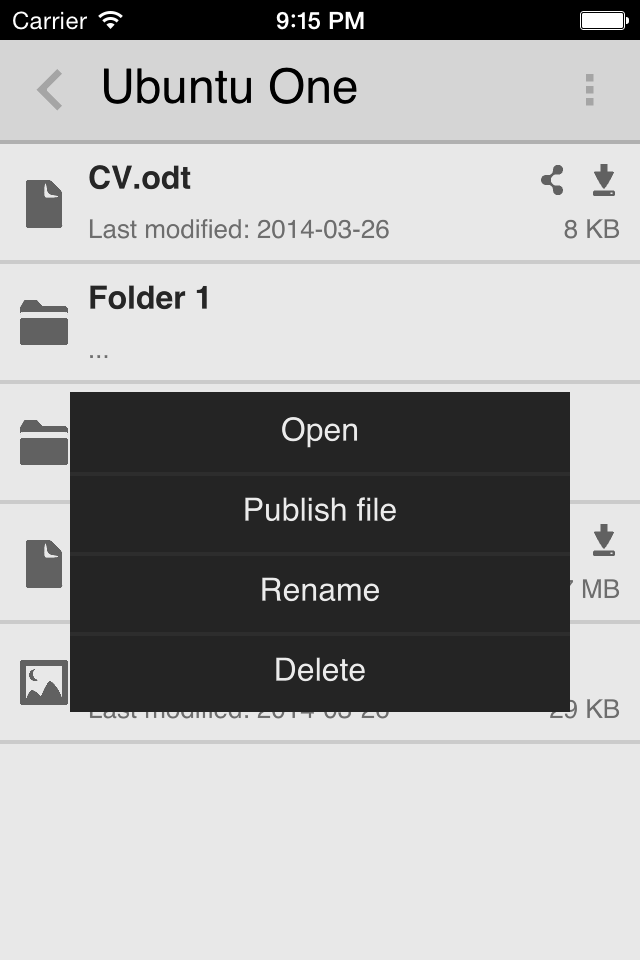 Carrier 9:15 PM
Ubuntu One
CV.odt
Last modified: 2014-03-26 8 KB
Folder 1
...
Open
Publish file
Rename
MB
Delete
Last modified: 2014-03-26 29 KB